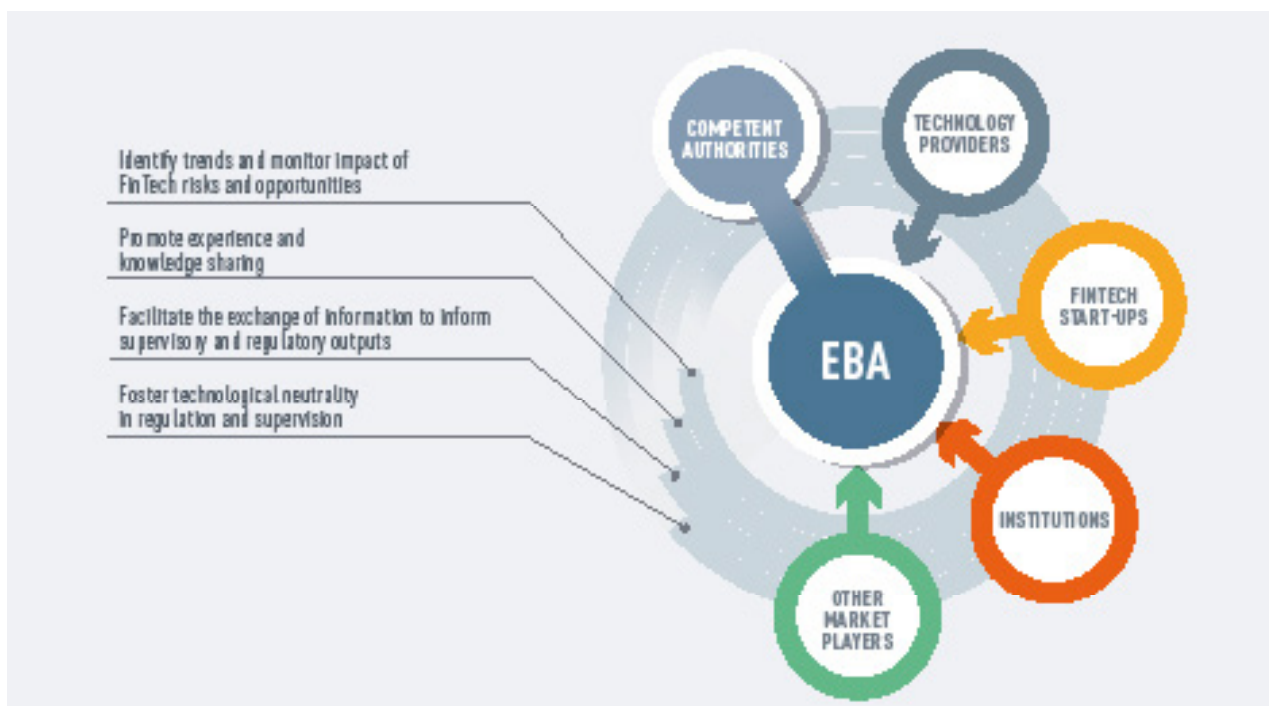 Identify trends and monitor impact of
FinTech risks and opportunities
Promote experience and
knowledge sharing
Facilitate the exchange of information to inform
supervisory and regulatory outputs
Foster technological neutrality
in regulation and supervision
COMPETENT
AUTHORITIES
TECHNOLOGY
PROVIDERS
FINTECH
START-UPS
EBA
INSTITUTIONS
OTHER
MARKET
PLAYERS